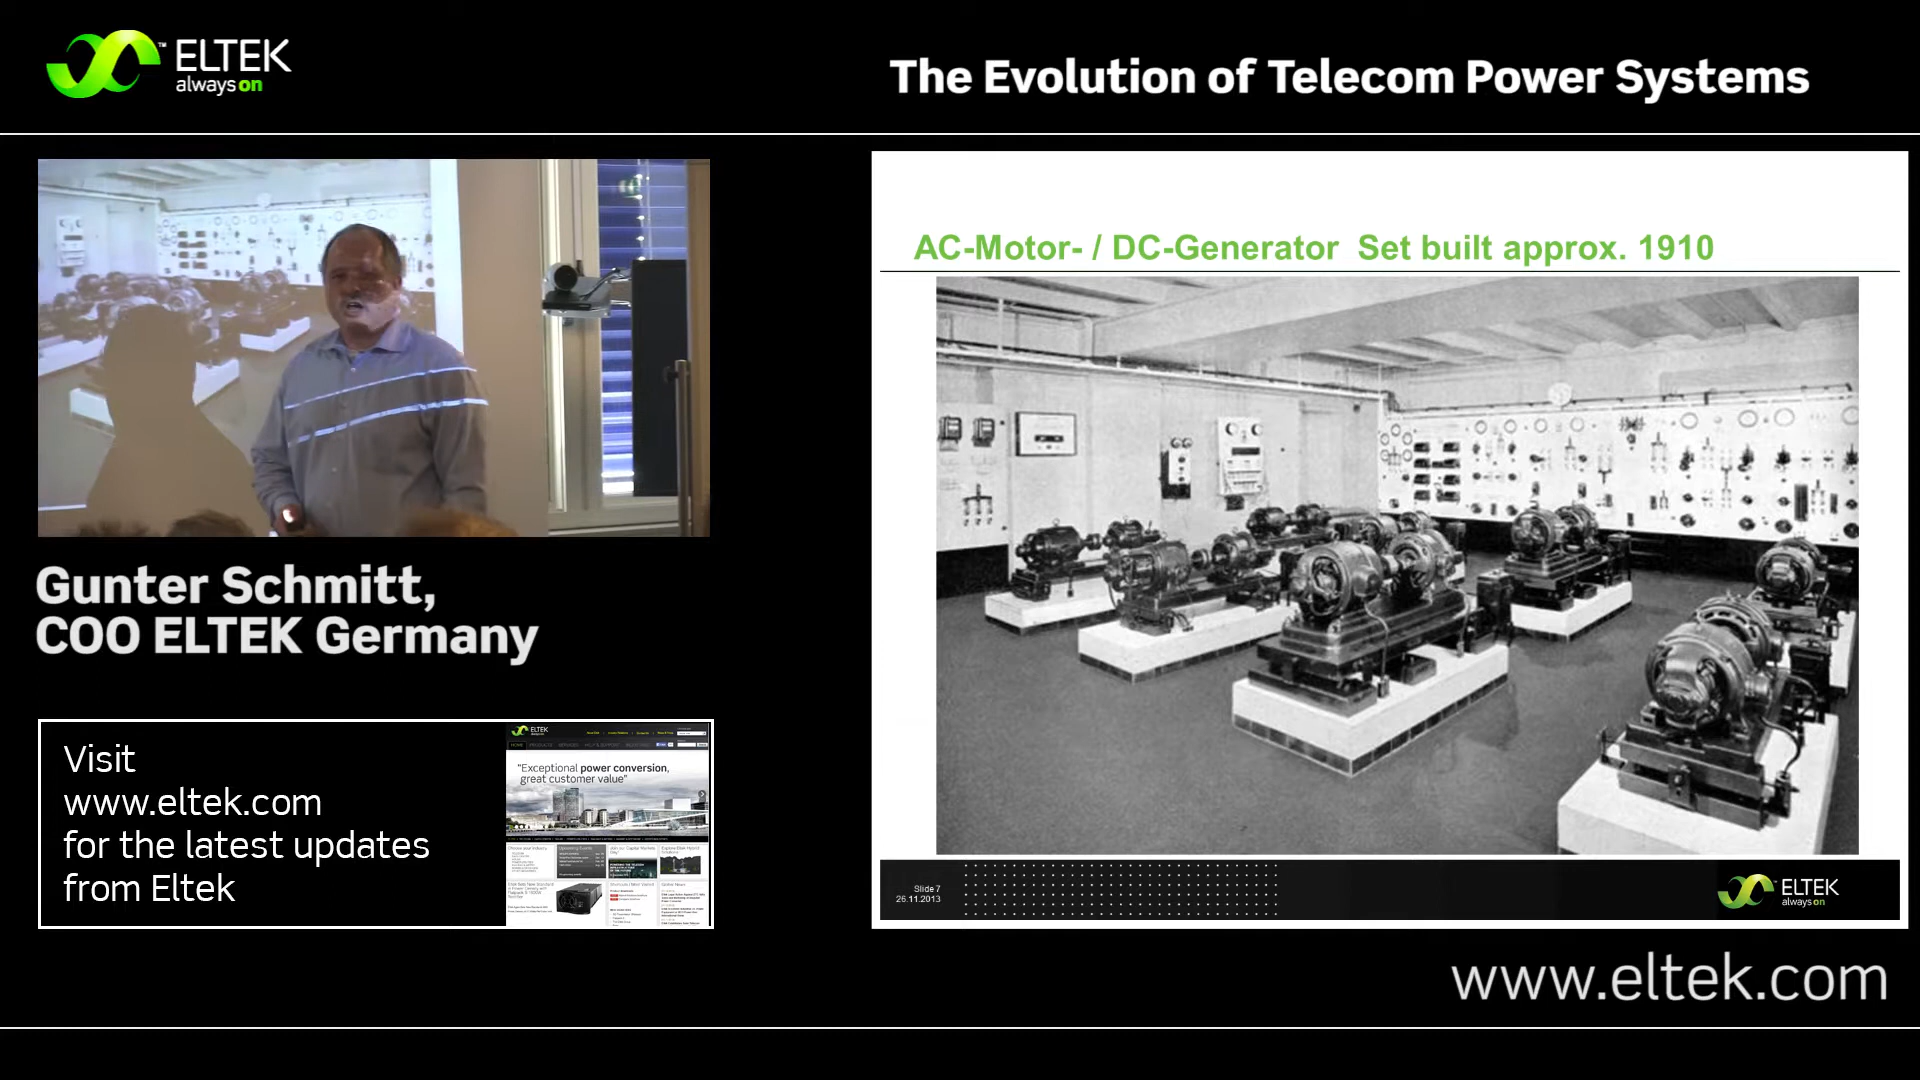 ELTEK
always on
The Evolution of Telecom Power Systems
AC-Motor- / DC-Generator Set built approx. 1910
Gunter Schmitt,
COO ELTEK Germany
Visit
www.eltek.com
for the latest updates
from Eltek
ELTEK
"Exceptional power conversion,
great customer value"
Slide 7
26.11.2013
ELTEK
always on
www.eltek.com